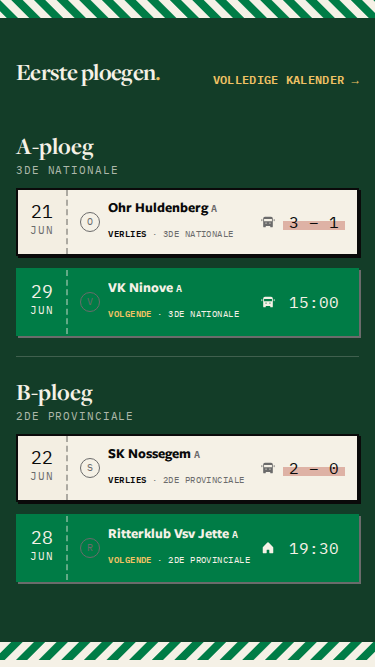 Eerste ploegen.
VOLLEDIGE KALENDER →
A-ploeg
3DE NATIONALE
21
JUN
O
Ohr Huldenberg A
VERLIES · 3DE NATIONALE
3 – 1
29
JUN
V
VK Ninove A
VOLGENDE · 3DE NATIONALE
15:00
B-ploeg
2DE PROVINCIALE
22
JUN
S
SK Nossegem A
VERLIES · 2DE PROVINCIALE
2 – 0
28
JUN
R
Ritterklub Vsv Jette A
VOLGENDE · 2DE PROVINCIALE
19:30